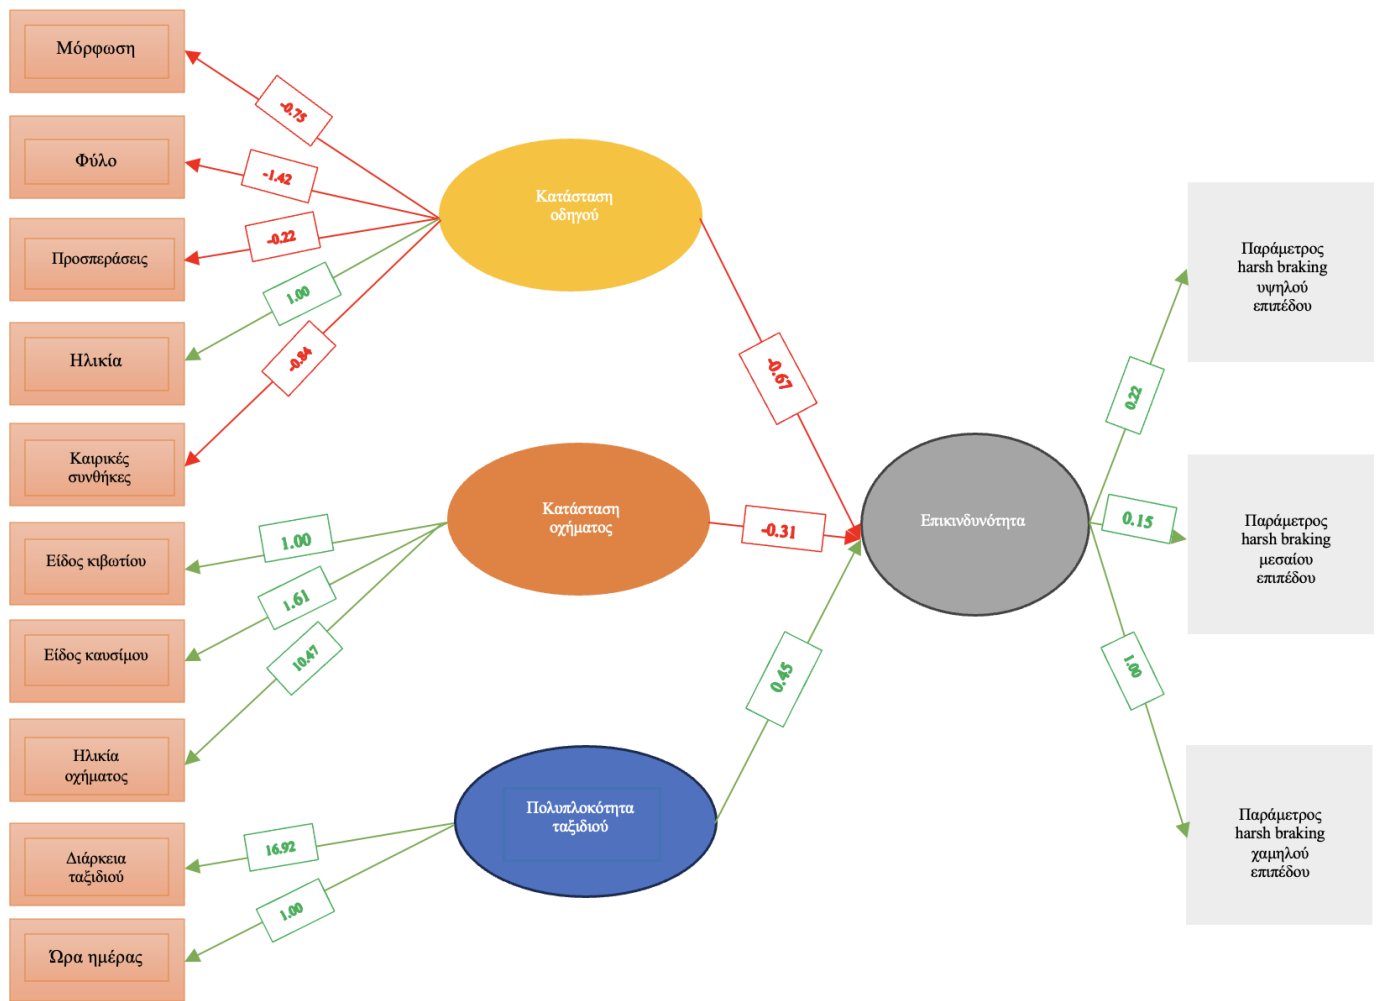 Μόρφωση
-0.75
Φύλο
-1.42
Προσπεράσεις
-0.22
Ηλικία
1.00
Καιρικές
συνθήκες
-0.84
Κατάσταση
οδηγού
-0.67
Είδος κιβωτίου
1.00
Είδος καυσίμου
1.61
Ηλικία
οχήματος
10.47
Κατάσταση
οχήματος
-0.31
Διάρκεια
ταξιδιού
16.92
Ώρα ημέρας
1.00
Πολυπλοκότητα
ταξιδιού
0.45
Επικινδυνότητα
0.22
0.15
1.00
Παράμετρος
harsh braking
υψηλού
επιπέδου
Παράμετρος
harsh braking
μεσαίου
επιπέδου
Παράμετρος
harsh braking
χαμηλού
επιπέδου